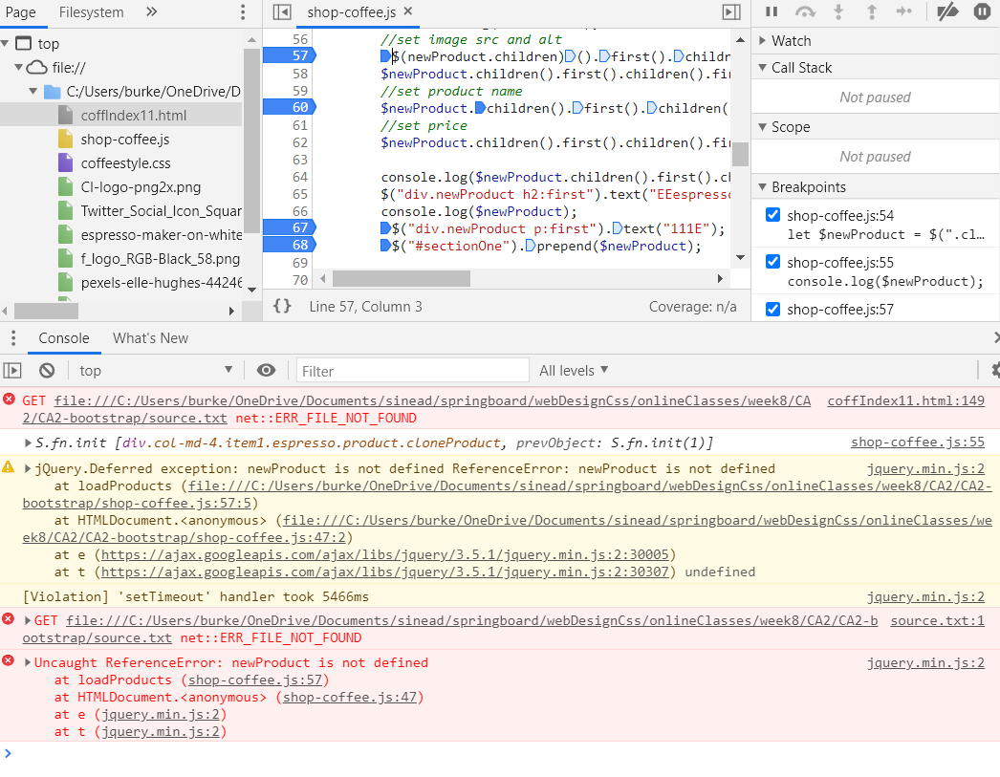 Page Filesystem »
top
file://
C:/Users/burke/OneDrive/D
coffIndex11.html
shop-coffee.js
coffeestyle.css
CI-logo-png2x.png
Twitter_Social_Icon_Squar
espresso-maker-on-white
f_logo_RGB-Black_58.png
pexels-elle-hughes-44246
shop-coffee.js ×
56 //set image src and alt
57 $(newProduct.children)().first().childr
58 $newProduct.children().first().children().fir
59 //set product name
60 $newProduct.children().first().children(
61 //set price
62 $newProduct.children().first().children().fir
63
64 console.log($newProduct.children().first().ch
65 $("div.newProduct h2:first").text("EEespresso
66 console.log($newProduct);
67 $("div.newProduct p:first").text("111E");
68 $("#sectionOne").prepend($newProduct);
69
70
{} Line 57, Column 3 Coverage: n/a
Watch
Call Stack
Not paused
Scope
Not paused
Breakpoints
shop-coffee.js:54
let $newProduct = $(".cl…
shop-coffee.js:55
console.log($newProduct);
shop-coffee.js:57
Console What's New
top Filter All levels
GET file:///C:/Users/burke/OneDrive/Documents/sinead/springboard/webDesignCss/onlineClasses/week8/CA coffIndex11.html:149
2/CA2-bootstrap/source.txt net::ERR_FILE_NOT_FOUND
S.fn.init [div.col-md-4.item1.espresso.product.cloneProduct, prevObject: S.fn.init(1)] shop-coffee.js:55
jQuery.Deferred exception: newProduct is not defined ReferenceError: newProduct is not defined jquery.min.js:2
at loadProducts (file:///C:/Users/burke/OneDrive/Documents/sinead/springboard/webDesignCss/onlineClasses/week8/CA2/CA2-
bootstrap/shop-coffee.js:57:5)
at HTMLDocument.<anonymous> (file:///C:/Users/burke/OneDrive/Documents/sinead/springboard/webDesignCss/onlineClasses/we
ek8/CA2/CA2-bootstrap/shop-coffee.js:47:2)
at e (https://ajax.googleapis.com/ajax/libs/jquery/3.5.1/jquery.min.js:2:30005)
at t (https://ajax.googleapis.com/ajax/libs/jquery/3.5.1/jquery.min.js:2:30307) undefined
[Violation] 'setTimeout' handler took 5466ms jquery.min.js:2
GET file:///C:/Users/burke/OneDrive/Documents/sinead/springboard/webDesignCss/onlineClasses/week8/CA2/CA2-b source.txt:1
ootstrap/source.txt net::ERR_FILE_NOT_FOUND
Uncaught ReferenceError: newProduct is not defined jquery.min.js:2
at loadProducts (shop-coffee.js:57)
at HTMLDocument.<anonymous> (shop-coffee.js:47)
at e (jquery.min.js:2)
at t (jquery.min.js:2)